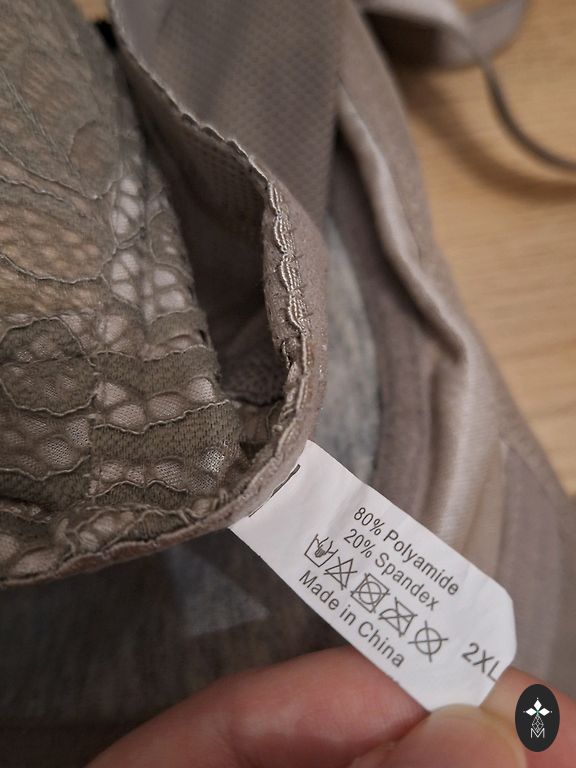 80% Polyamide
20% Spandex
Made in China
2XL
M